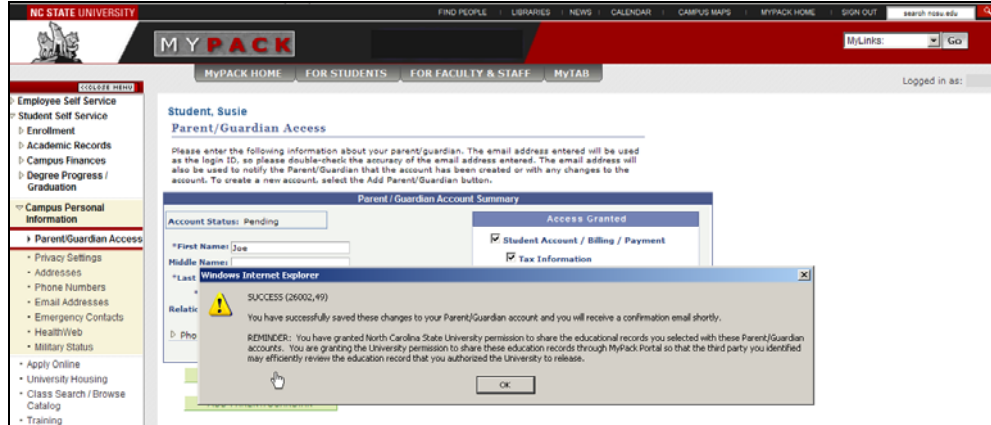 NC STATE UNIVERSITY
FIND PEOPLE LIBRARIES NEWS CALENDAR CAMPUS MAPS MYPACK HOME SIGN OUT search ncsu.edu
MYPACK
MyLinks: Go
MyPACK HOME FOR STUDENTS FOR FACULTY & STAFF MyTAB
Logged in as:
CLOSE MENU
Employee Self Service
Student Self Service
Enrollment
Academic Records
Campus Finances
Degree Progress /
Graduation
Campus Personal
Information
Parent/Guardian Access
Privacy Settings
Addresses
Phone Numbers
Email Addresses
Emergency Contacts
HealthWeb
Military Status
Apply Online
University Housing
Class Search / Browse
Catalog
Training
Student, Susie
Parent/Guardian Access
Please enter the following information about your parent/guardian. The email address entered will be used
as the login ID, so please double-check the accuracy of the email address entered. The email address will
also be used to notify the Parent/Guardian that the account has been created or with any changes to the
account. To create a new account, select the Add Parent/Guardian button.
Parent / Guardian Account Summary
Account Status: Pending
*First Name: Joe
Middle Name:
*Last
*
Relatic
Pho
Access Granted
Student Account / Billing / Payment
Tax Information
Windows Internet Explorer
SUCCESS (26002,49)
You have successfully saved these changes to your Parent/Guardian account and you will receive a confirmation email shortly.
REMINDER: You have granted North Carolina State University permission to share the educational records you selected with these Parent/Guardian
accounts. You are granting the University permission to share these education records through MyPack Portal so that the third party you identified
may efficiently review the education record that you authorized the University to release.
OK